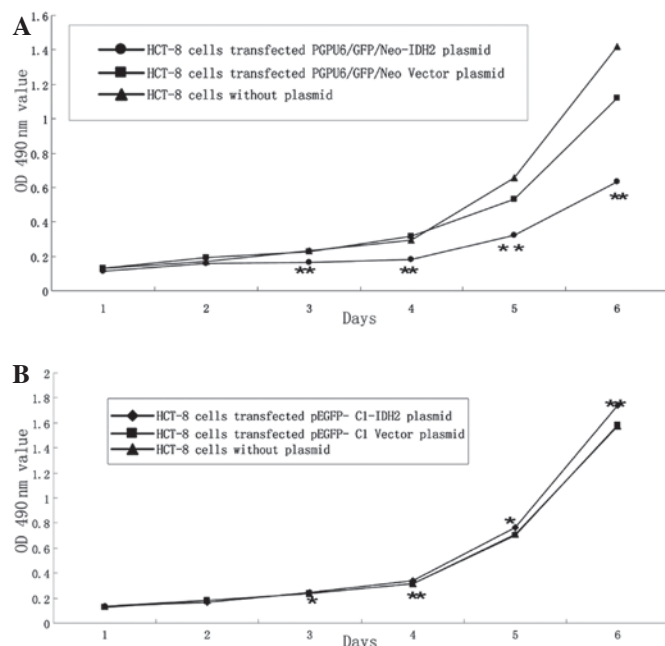 A
1.6
1.4
1.2
1
0.8
0.6
0.4
0.2
0
OD 490 nm value
HCT-8 cells transfected PGPU6/GFP/Neo-IDH2 plasmid
HCT-8 cells transfected PGPU6/GFP/Neo Vector plasmid
HCT-8 cells without plasmid
** ** ** **
1 2 3 4 5 6
Days
B
2
1.8
1.6
1.4
1.2
1
0.8
0.6
0.4
0.2
0
OD 490 nm value
HCT-8 cells transfected pEGFP- C1-IDH2 plasmid
HCT-8 cells transfected pEGFP- C1 Vector plasmid
HCT-8 cells without plasmid
* ** * **
1 2 3 4 5 6
Days